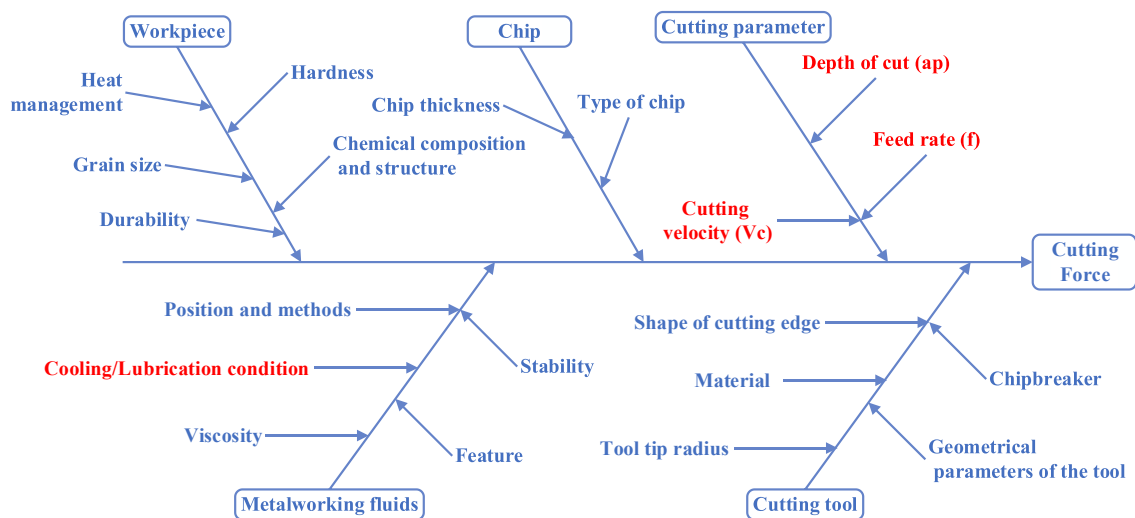 Workpiece
Chip
Cutting parameter
Heat
management
Hardness
Grain size
Chemical composition
and structure
Durability
Chip thickness
Type of chip
Depth of cut (ap)
Feed rate (f)
Cutting
velocity (Vc)
Cutting
Force
Position and methods
Stability
Cooling/Lubrication condition
Viscosity
Feature
Metalworking fluids
Shape of cutting edge
Chipbreaker
Material
Tool tip radius
Geometrical
parameters of the tool
Cutting tool